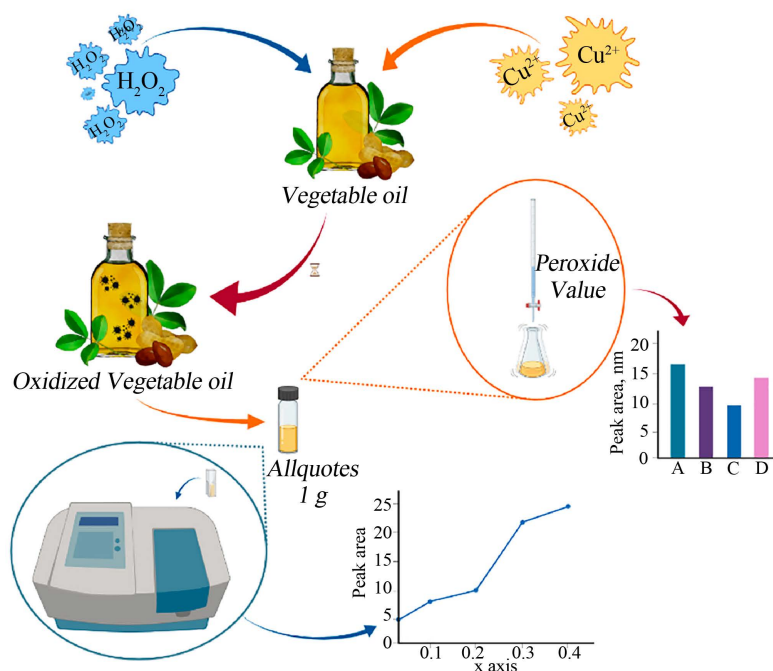 H₂O₂
H₂O₂
H₂O₂
H₂O₂
Cu²⁺
Cu²⁺
Cu²⁺
Vegetable oil
Peroxide
Value
Oxidized Vegetable oil
Allquotes
1 g
Peak area, nm
20
15
10
5
0
A B C D
Peak area
25
20
15
10
5
0
0.1 0.2 0.3 0.4
x axis